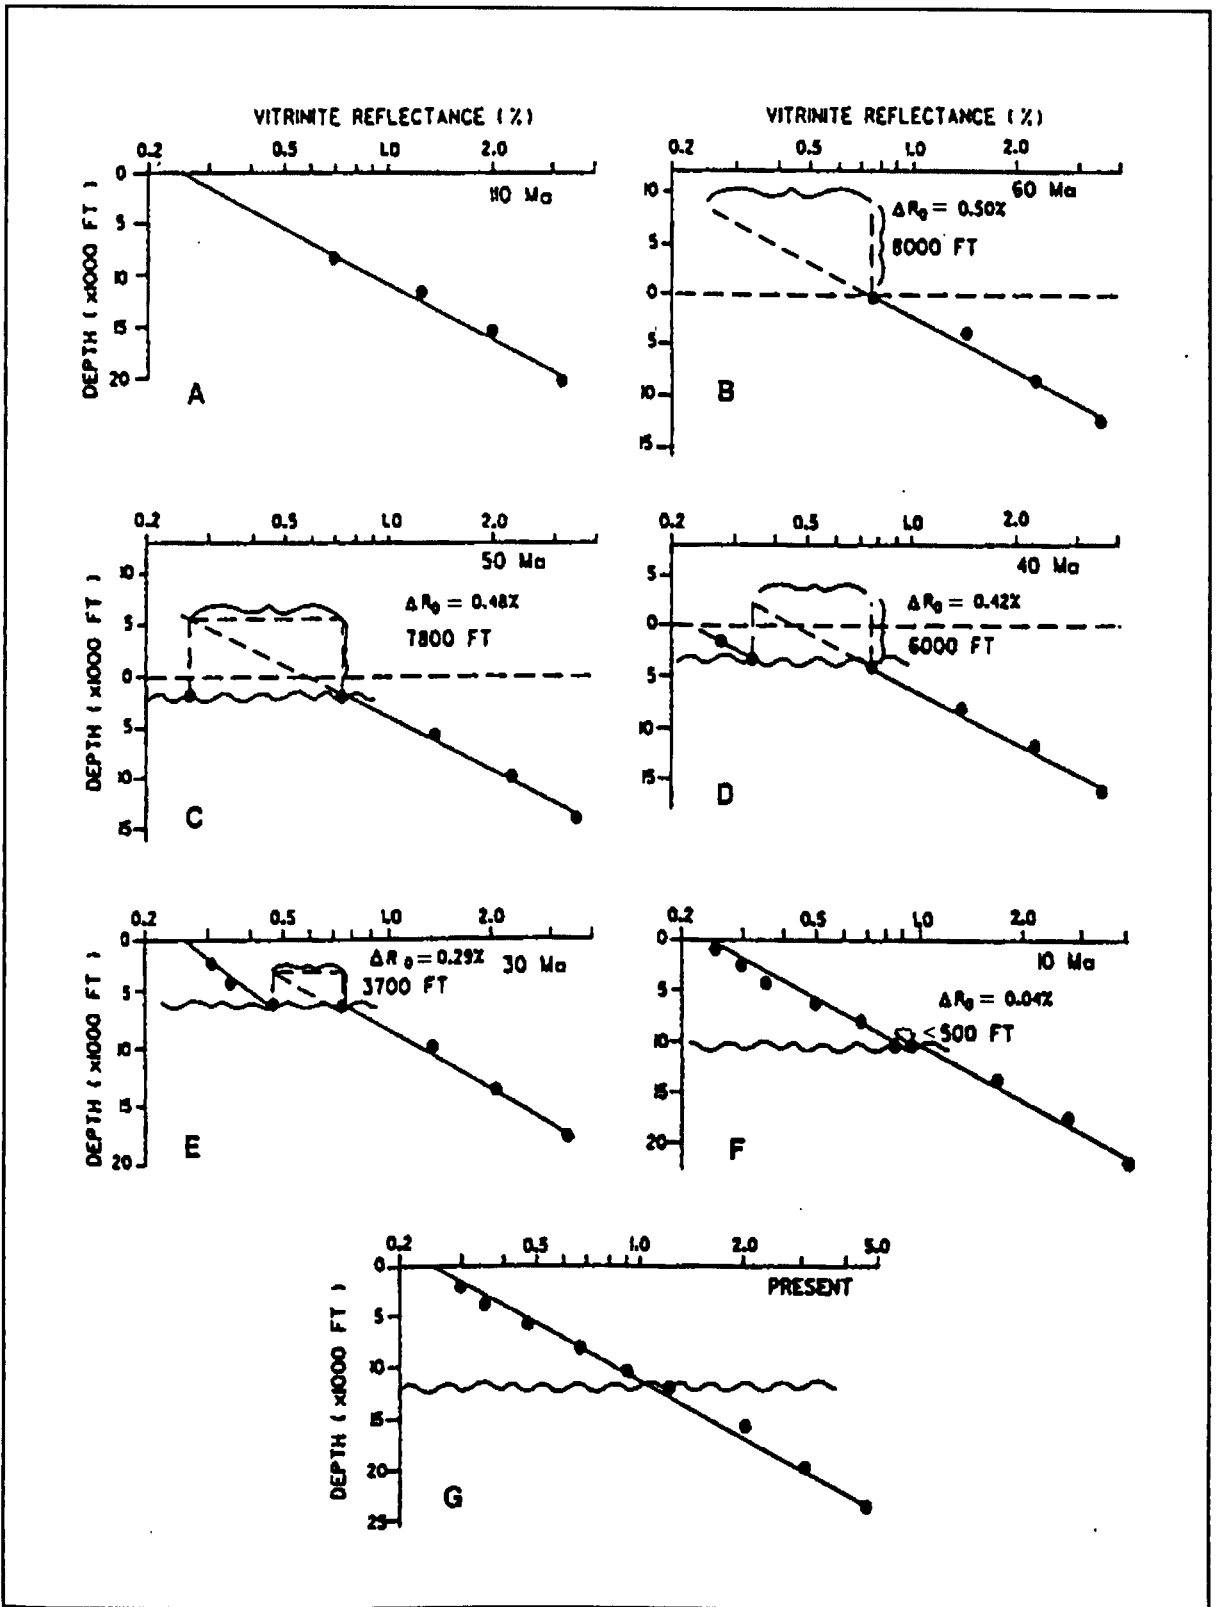 VITRINITE REFLECTANCE (%)
0.2 0.5 1.0 2.0
110 Ma
DEPTH (x1000 FT)
0
5
10
15
20
A
VITRINITE REFLECTANCE (%)
0.2 0.5 1.0 2.0
60 Ma
10
5
0
5
10
15
ΔR₀ = 0.50%
8000 FT
B
0.2 0.5 1.0 2.0
50 Ma
DEPTH (x1000 FT)
10
5
0
5
10
15
ΔR₀ = 0.48%
7800 FT
C
0.2 0.5 1.0 2.0
40 Ma
5
0
5
10
15
ΔR₀ = 0.42%
6000 FT
D
0.2 0.5 1.0 2.0
30 Ma
DEPTH (x1000 FT)
0
5
10
15
20
ΔR₀ = 0.29%
3700 FT
E
0.2 0.5 1.0 2.0
10 Ma
0
5
10
15
20
ΔR₀ = 0.04%
<500 FT
F
0.2 0.5 1.0 2.0 5.0
PRESENT
DEPTH (x1000 FT)
0
5
10
15
20
25
G